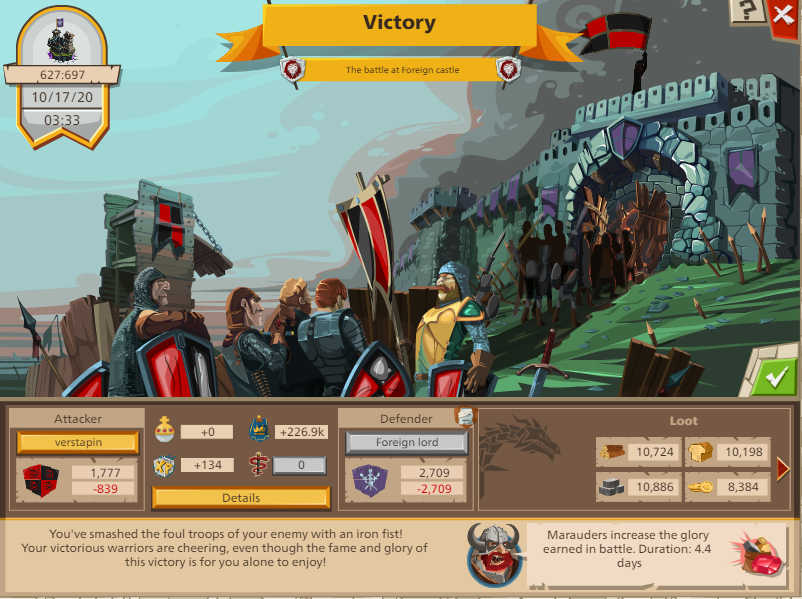 Victory
?
The battle at Foreign castle
627:697
10/17/20
03:33
Attacker
verstapin
1,777
-839
+0
+226.9k
+134
0
Details
Defender
Foreign lord
2,709
-2,709
Loot
10,724
10,198
10,886
8,384
You've smashed the foul troops of your enemy with an iron fist!
Your victorious warriors are cheering, even though the fame and glory of
this victory is for you alone to enjoy!
Marauders increase the glory
earned in battle. Duration: 4.4
days